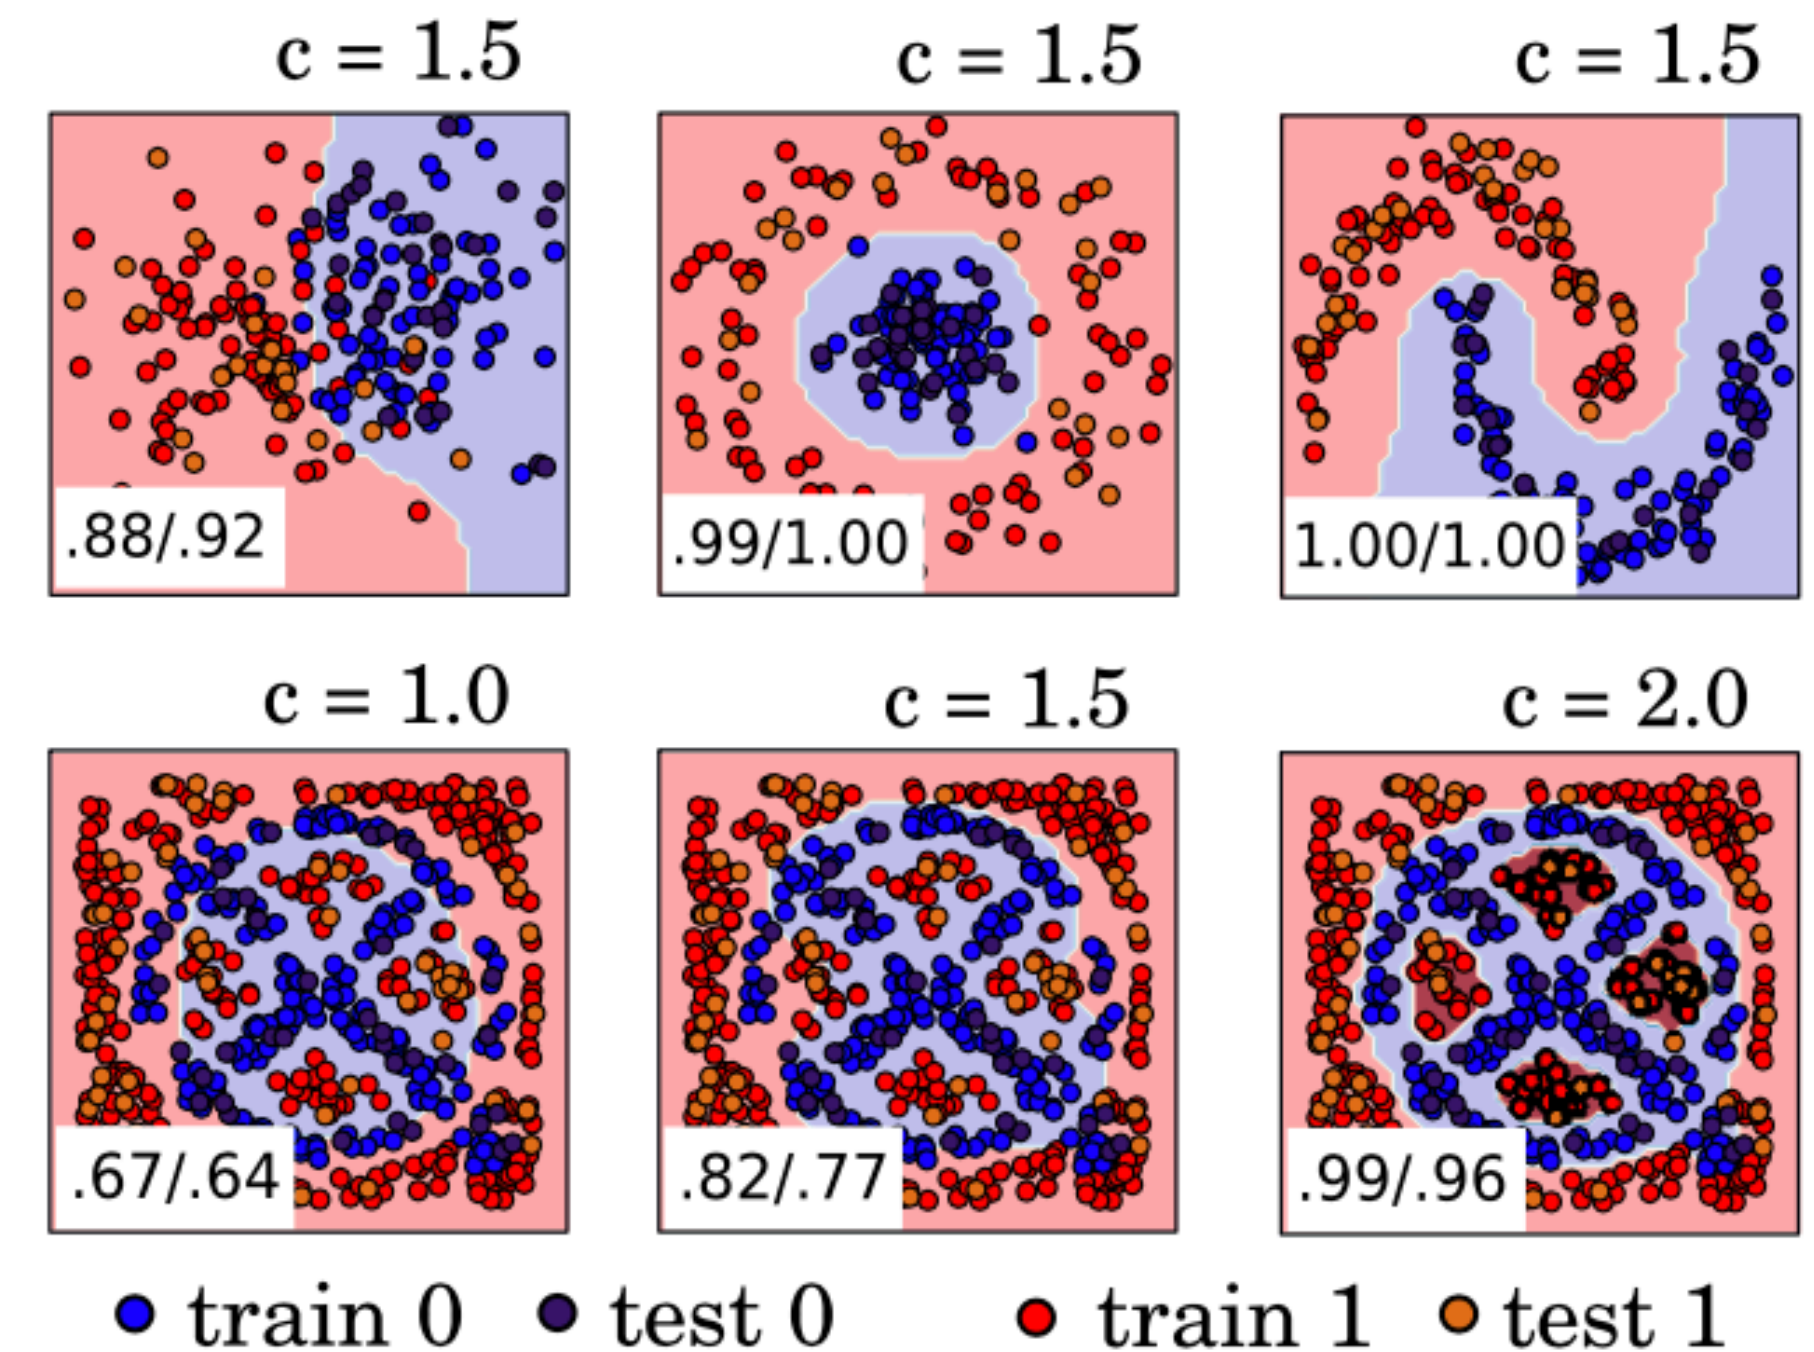 c = 1.5
c = 1.5
c = 1.5
.88/.92
.99/1.00
1.00/1.00
c = 1.0
c = 1.5
c = 2.0
.67/.64
.82/.77
.99/.96
train 0 test 0 train 1 test 1